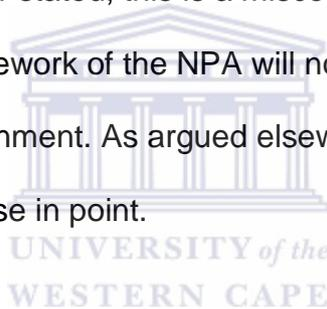 stated, this is a
ework of the NPA will no
nment. As argued elsew
se in point.
UNIVERSITY of the
WESTERN CAPE